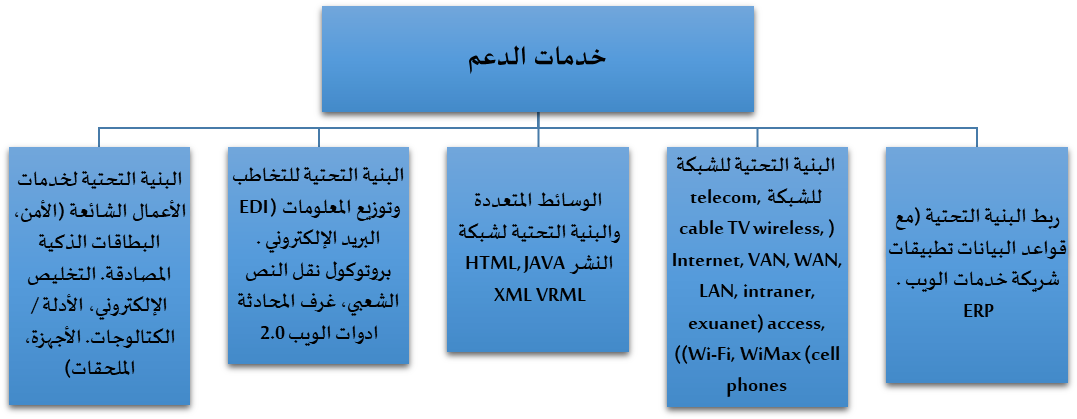 خدمات الدعم
ربط البنية التحتية (مع
قواعد البيانات تطبيقات
شريكة خدمات الويب .
ERP
البنية التحتية للشبكة
للشبكة telecom,
cable TV wireless, (
Internet, VAN, WAN,
LAN, intraner,
exuanet) access,
((Wi-Fi, WiMax (cell
phones
الوسائط المتعددة
والبنية التحتية لشبكة
النشر HTML, JAVA
XML VRML
البنية التحتية للتخاطب
وتوزيع المعلومات (EDI
البريد الإلكتروني .
بروتوكول نقل النص
الشعبي، غرف المحادثة
ادوات الويب 2.0
البنية التحتية لخدمات
الأعمال الشائعة (الأمن،
البطاقات الذكية
المصادقة. التخليص
الإلكتروني، الأدلة /
الكتالوجات. الأجهزة،
الملحقات)